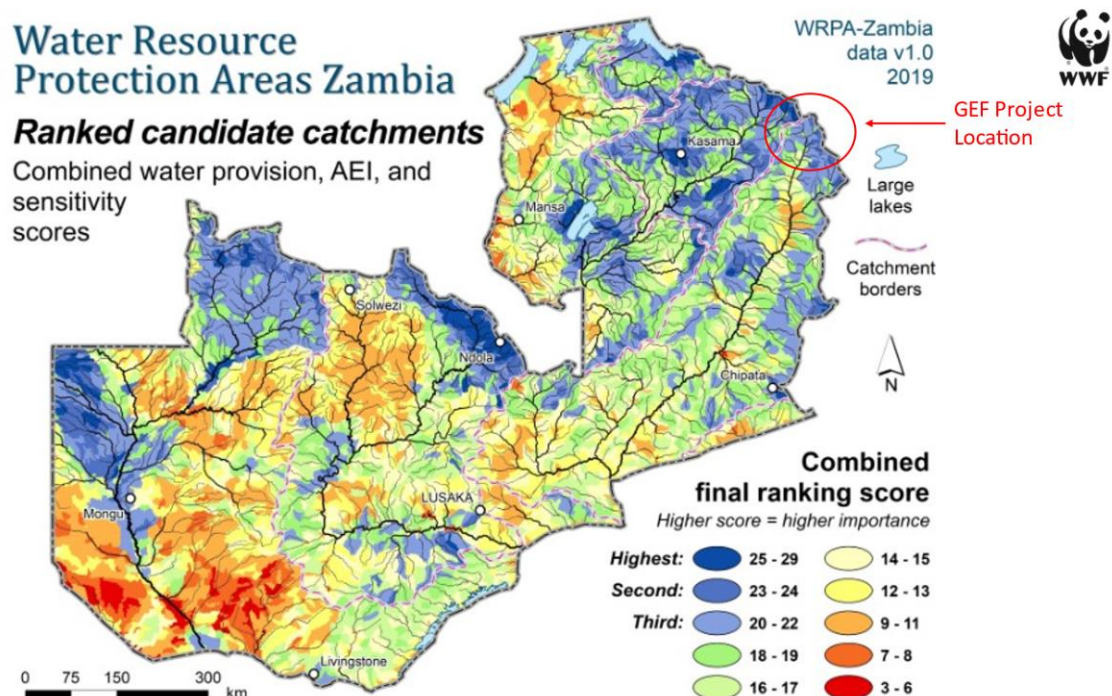 Water Resource
Protection Areas Zambia
Ranked candidate catchments
Combined water provision, AEI, and
sensitivity
scores
WRPA-Zambia
data v1.0
2019
WWF
GEF Project
Location
Large
lakes
Catchment
borders
N
Kasama
Mansa
Solwezi
Ndola
Chipata
LUSAKA
Mongu
Livingstone
Combined
final ranking score
Higher score = higher importance
Highest: 25 - 29 14 - 15
Second: 23 - 24 12 - 13
Third: 20 - 22 9 - 11
18 - 19 7 - 8
16 - 17 3 - 6
0 75 150 300
km